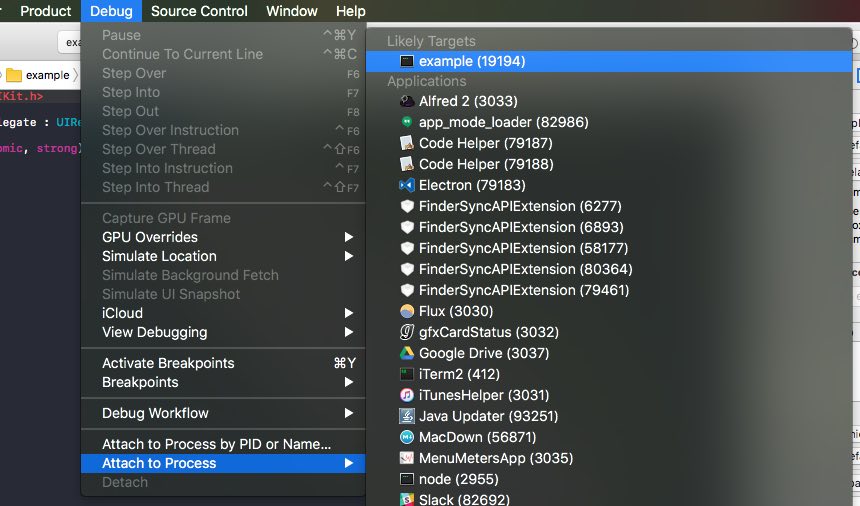 Product Debug Source Control Window Help
Pause ^⌘Y
Continue To Current Line ^⌘C
Step Over F6
Step Into F7
Step Out F8
Step Over Instruction ^F6
Step Over Thread ^⇧F6
Step Into Instruction ^F7
Step Into Thread ^⇧F7
Capture GPU Frame
GPU Overrides
Simulate Location
Simulate Background Fetch
Simulate UI Snapshot
iCloud
View Debugging
Activate Breakpoints ⌘Y
Breakpoints
Debug Workflow
Attach to Process by PID or Name...
Attach to Process
Detach
Likely Targets
example (19194)
Applications
Alfred 2 (3033)
app_mode_loader (82986)
Code Helper (79187)
Code Helper (79188)
Electron (79183)
FinderSyncAPIExtension (6277)
FinderSyncAPIExtension (6893)
FinderSyncAPIExtension (58177)
FinderSyncAPIExtension (80364)
FinderSyncAPIExtension (79461)
Flux (3030)
gfxCardStatus (3032)
Google Drive (3037)
iTerm2 (412)
iTunesHelper (3031)
Java Updater (93251)
MacDown (56871)
MenuMetersApp (3035)
node (2955)
Slack (82692)
example
Kit.h>
legate : UIRe
omic, strong)